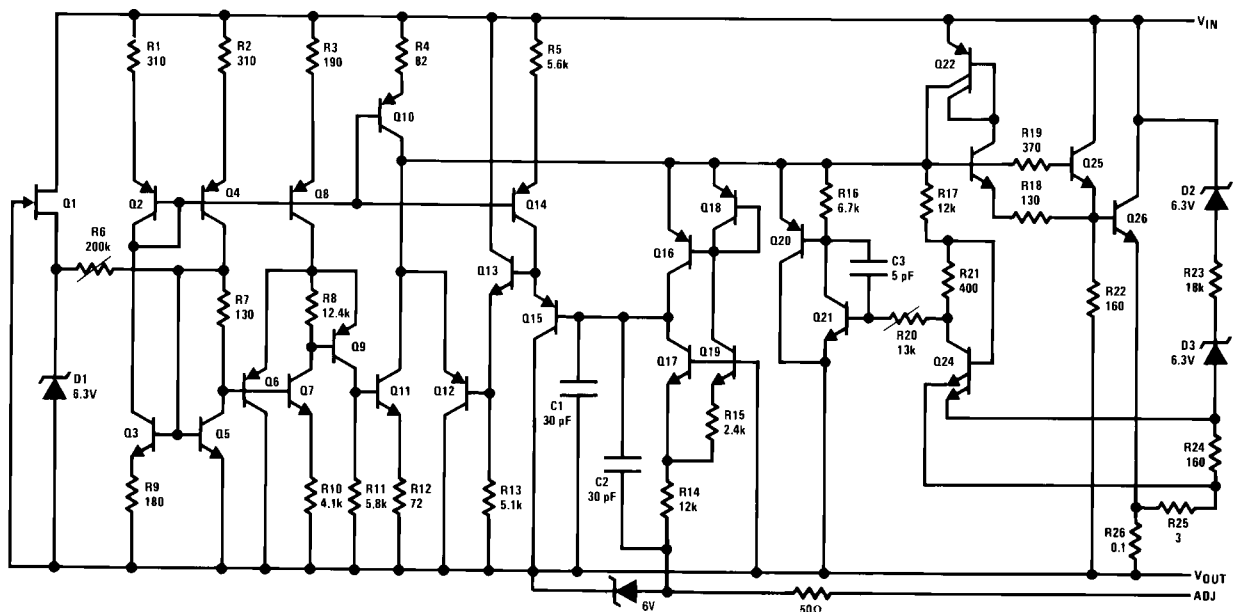 VIN
R1
310
R2
310
R3
190
R4
82
R5
5.6k
Q22
Q10
R19
370
Q25
R16
6.7k
R17
12k
R18
130
Q26
D2
6.3V
Q1
Q2
Q4
Q8
Q14
Q18
Q16
Q20
R6
200k
Q13
C3
5 pF
R21
400
R23
18k
R7
130
R8
12.4k
Q15
Q21
R20
13k
R22
160
D3
6.3V
Q9
Q17
Q19
Q24
D1
6.3V
Q6
Q7
Q11
Q12
C1
30 pF
R15
2.4k
Q3
Q5
R24
160
R9
180
R10
4.1k
R11
5.8k
R12
72
R13
5.1k
C2
30 pF
R14
12k
R26
0.1
R25
3
VOUT
6V
50Ω
ADJ